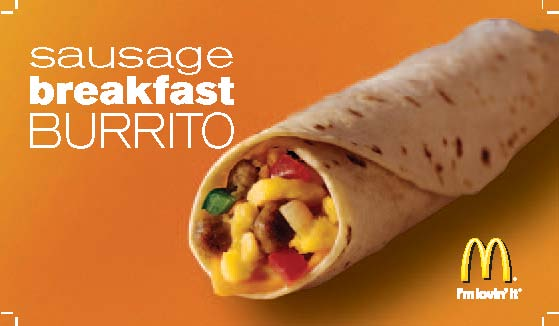 sausage
breakfast
BURRITO
M®
i'm lovin' it®